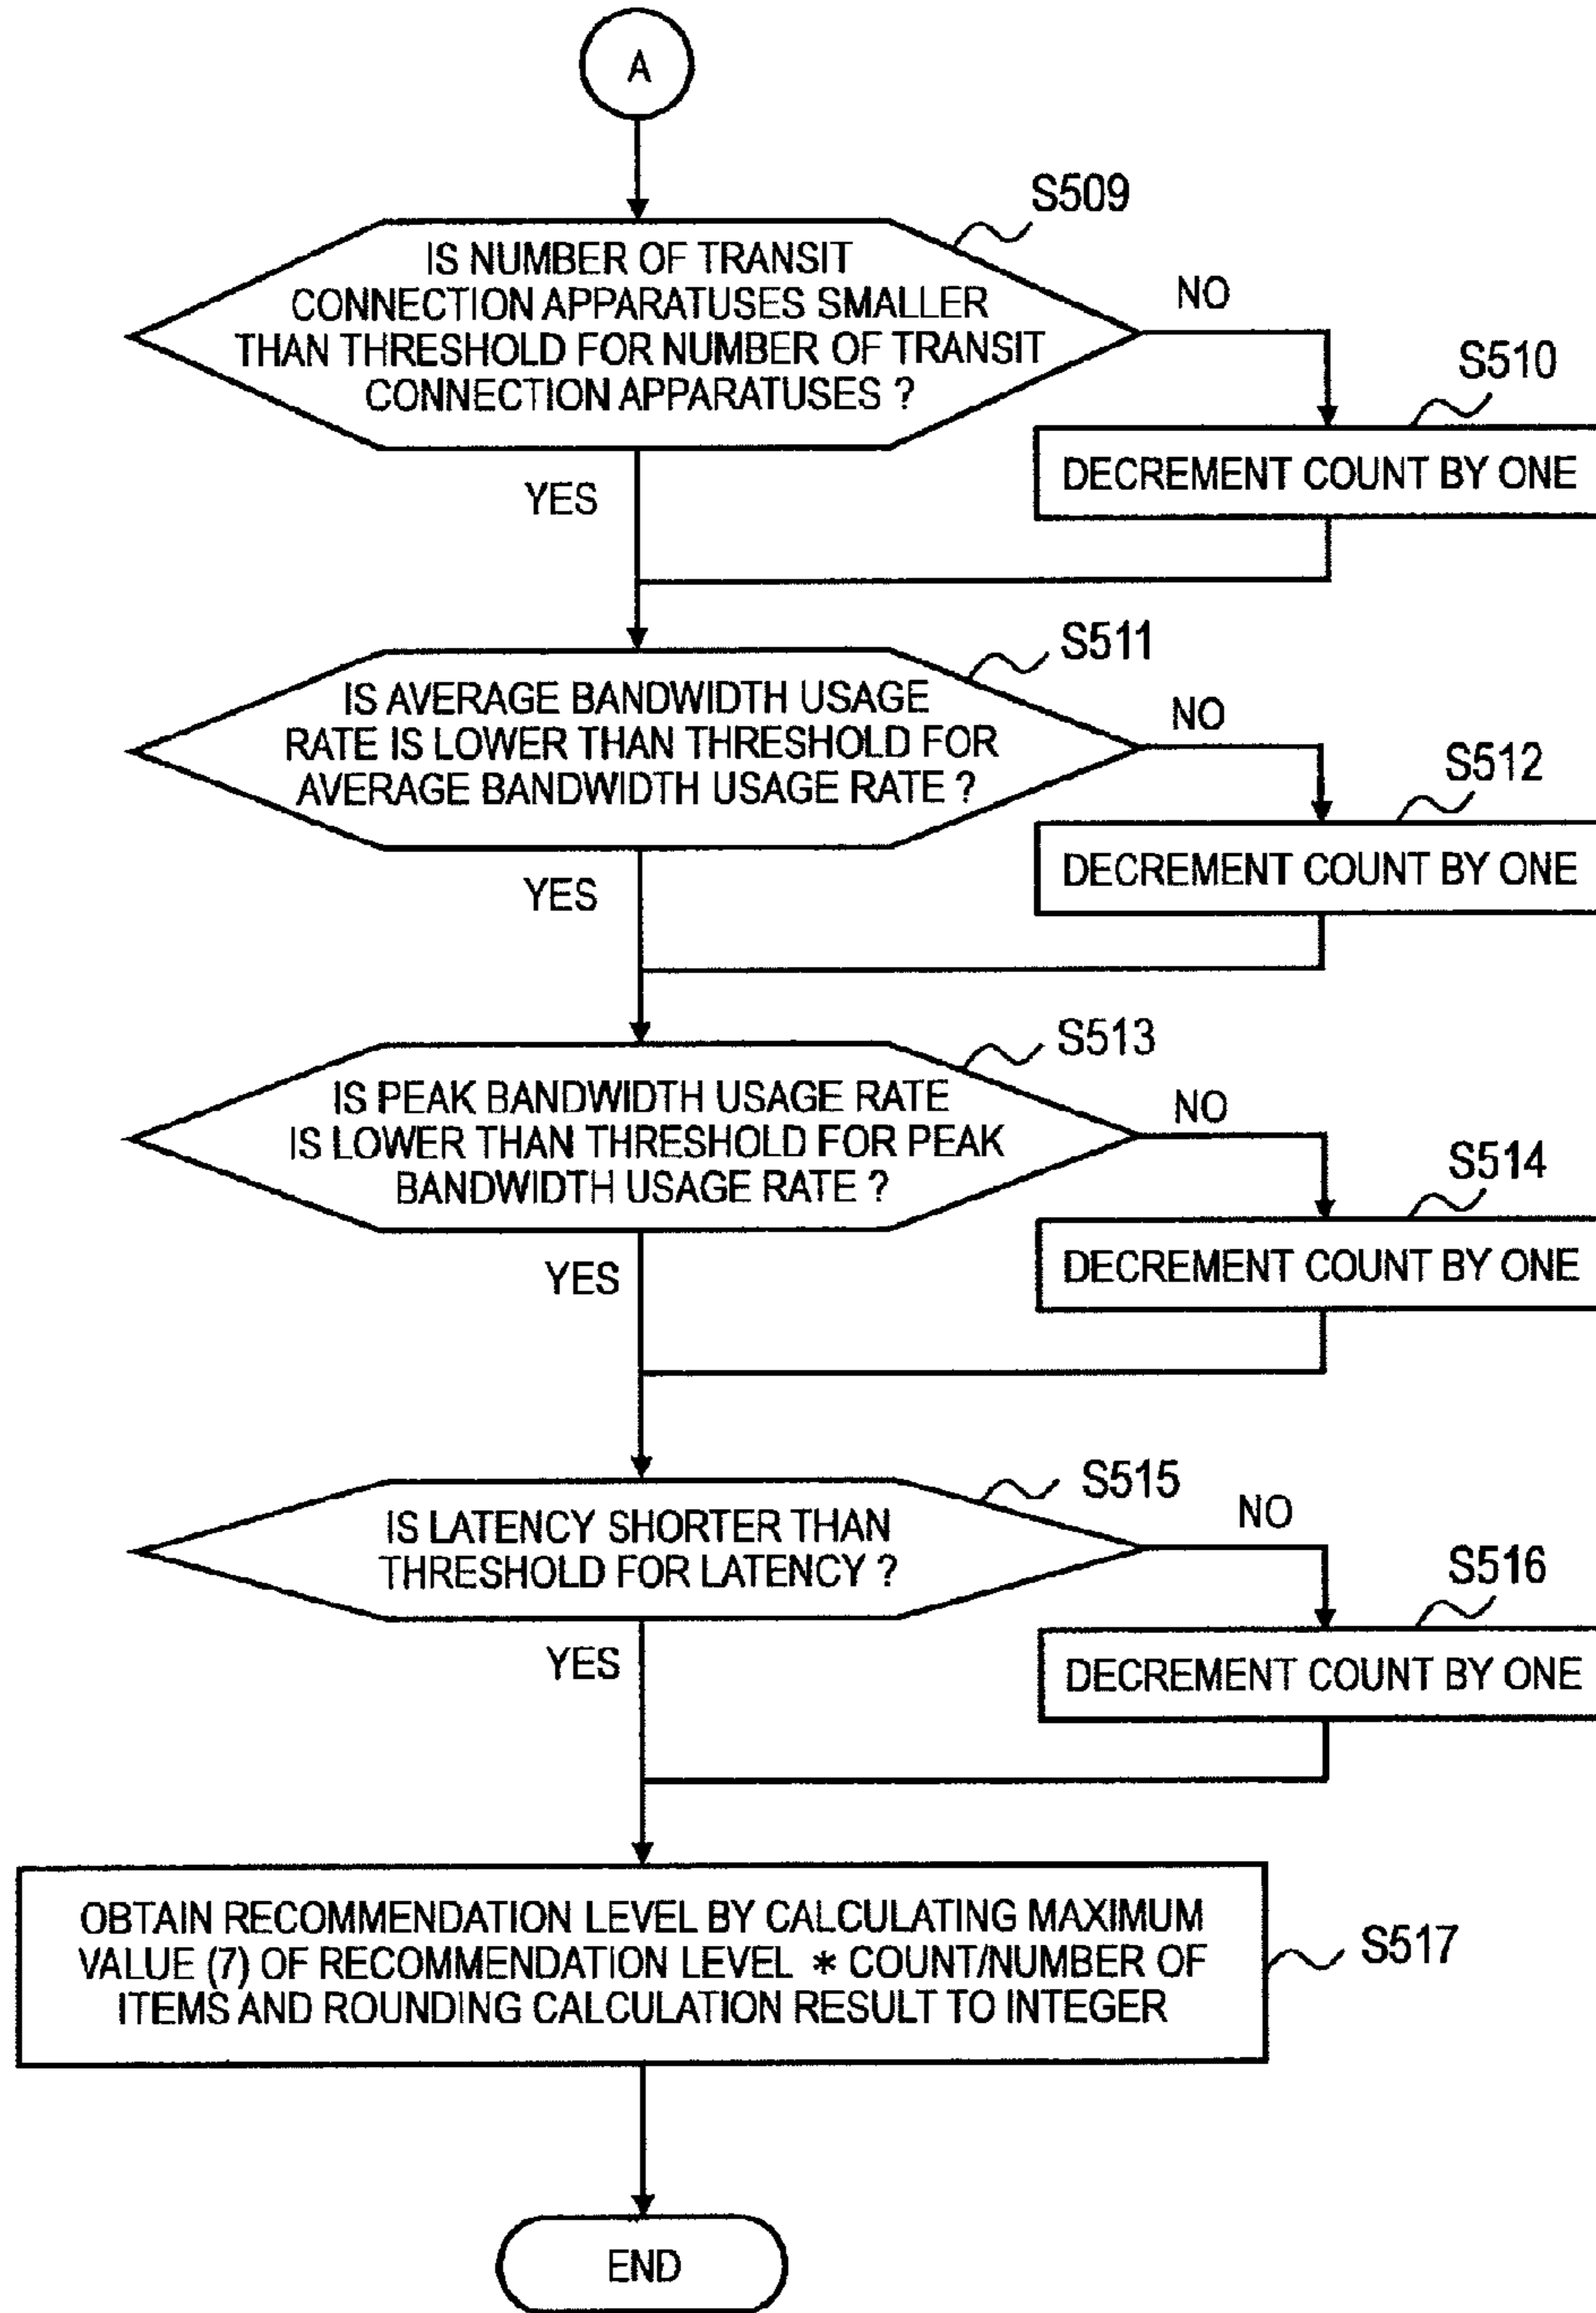 A
S509
IS NUMBER OF TRANSIT
CONNECTION APPARATUSES SMALLER
THAN THRESHOLD FOR NUMBER OF TRANSIT
CONNECTION APPARATUSES ?
NO
S510
DECREMENT COUNT BY ONE
YES
S511
IS AVERAGE BANDWIDTH USAGE
RATE IS LOWER THAN THRESHOLD FOR
AVERAGE BANDWIDTH USAGE RATE ?
NO
S512
DECREMENT COUNT BY ONE
YES
S513
IS PEAK BANDWIDTH USAGE RATE
IS LOWER THAN THRESHOLD FOR PEAK
BANDWIDTH USAGE RATE ?
NO
S514
DECREMENT COUNT BY ONE
YES
S515
IS LATENCY SHORTER THAN
THRESHOLD FOR LATENCY ?
NO
S516
DECREMENT COUNT BY ONE
YES
OBTAIN RECOMMENDATION LEVEL BY CALCULATING MAXIMUM
VALUE (7) OF RECOMMENDATION LEVEL * COUNT/NUMBER OF
ITEMS AND ROUNDING CALCULATION RESULT TO INTEGER
S517
END